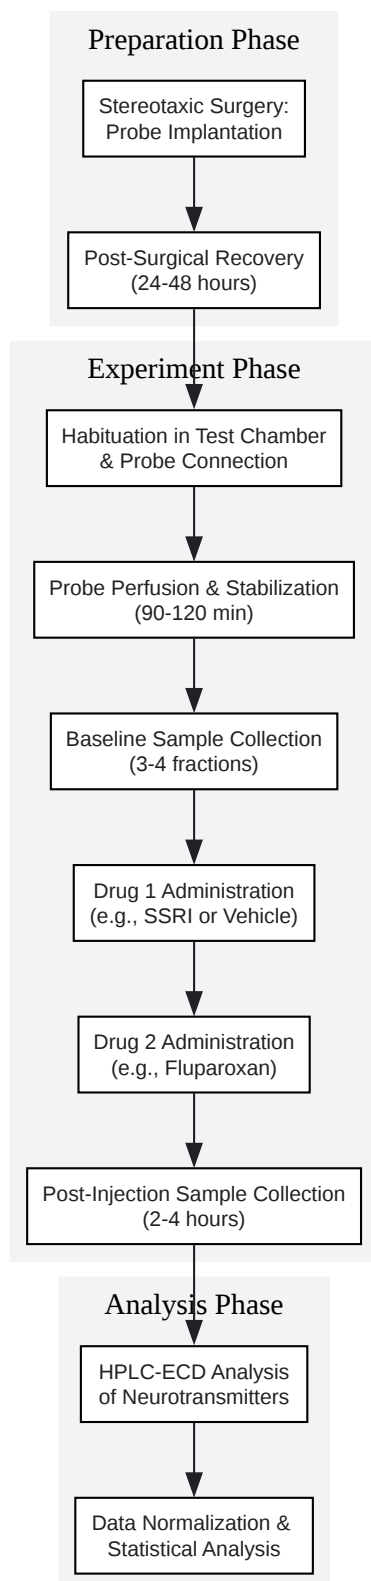 Preparation Phase
Stereotaxic Surgery:
Probe Implantation
Post-Surgical Recovery
(24-48 hours)
Experiment Phase
Habituation in Test Chamber
& Probe Connection
Probe Perfusion & Stabilization
(90-120 min)
Baseline Sample Collection
(3-4 fractions)
Drug 1 Administration
(e.g., SSRI or Vehicle)
Drug 2 Administration
(e.g., Fluparoxan)
Post-Injection Sample Collection
(2-4 hours)
Analysis Phase
HPLC-ECD Analysis
of Neurotransmitters
Data Normalization &
Statistical Analysis